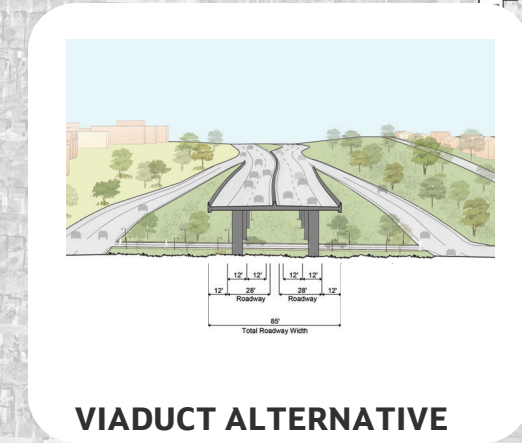 12' 12' 12' 12'
12' 28' 28' 12'
Roadway Roadway
85'
Total Roadway Width
VIADUCT ALTERNATIVE